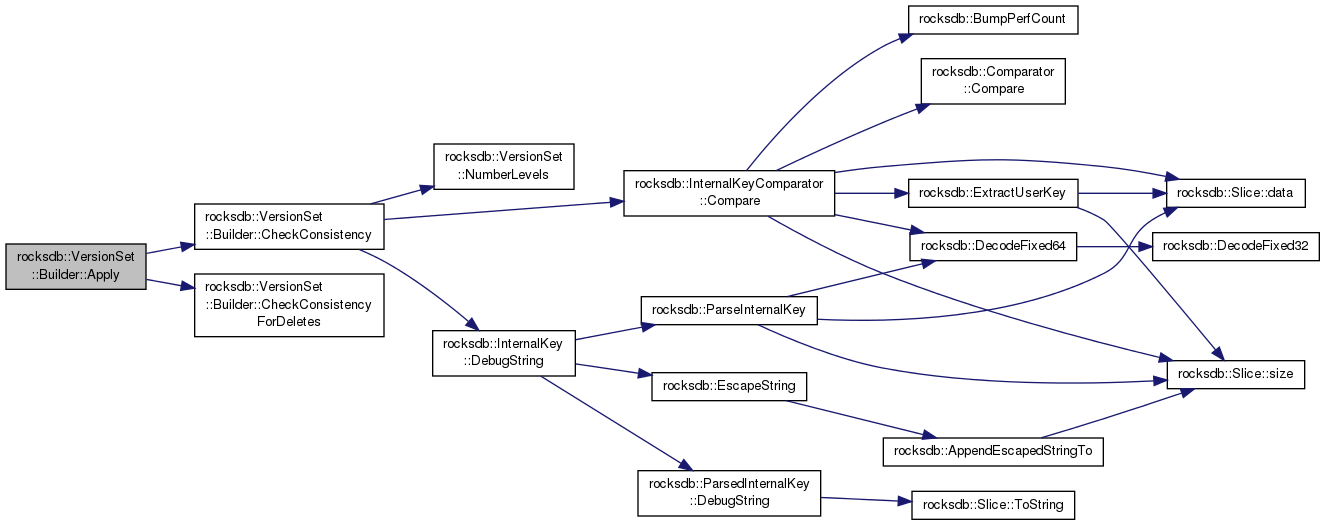 rocksdb::VersionSet
::Builder::Apply
rocksdb::VersionSet
::Builder::CheckConsistency
rocksdb::VersionSet
::Builder::CheckConsistency
ForDeletes
rocksdb::VersionSet
::NumberLevels
rocksdb::InternalKey
::DebugString
rocksdb::InternalKeyComparator
::Compare
rocksdb::ParseInternalKey
rocksdb::EscapeString
rocksdb::ParsedInternalKey
::DebugString
rocksdb::BumpPerfCount
rocksdb::Comparator
::Compare
rocksdb::ExtractUserKey
rocksdb::DecodeFixed64
rocksdb::AppendEscapedStringTo
rocksdb::Slice::ToString
rocksdb::Slice::data
rocksdb::DecodeFixed32
rocksdb::Slice::size